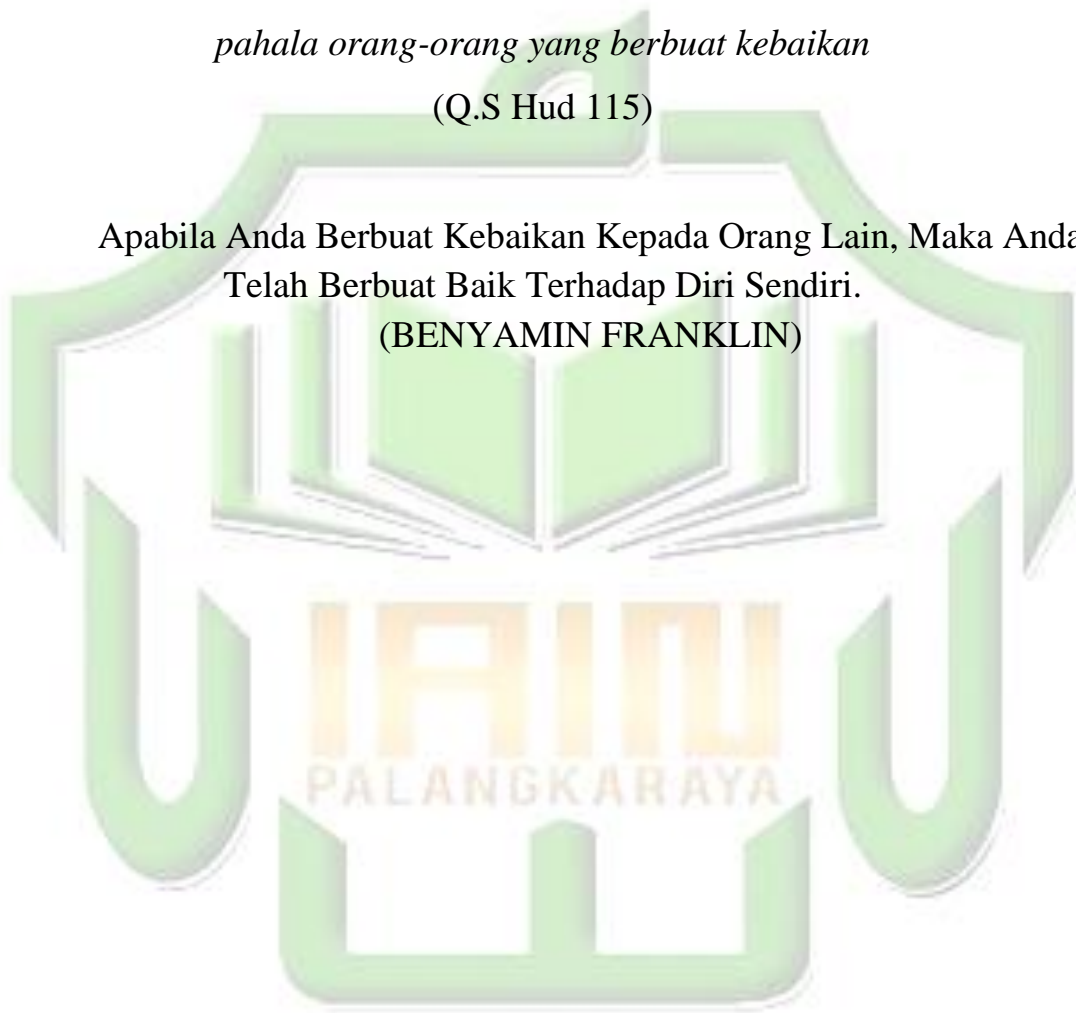 pahala orang-orang yang berbuat kebaikan
(Q.S Hud 115)
Apabila Anda Berbuat Kebaikan Kepada Orang Lain, Maka Anda
Telah Berbuat Baik Terhadap Diri Sendiri.
(BENYAMIN FRANKLIN)
IAIN
PALANGKARAYA